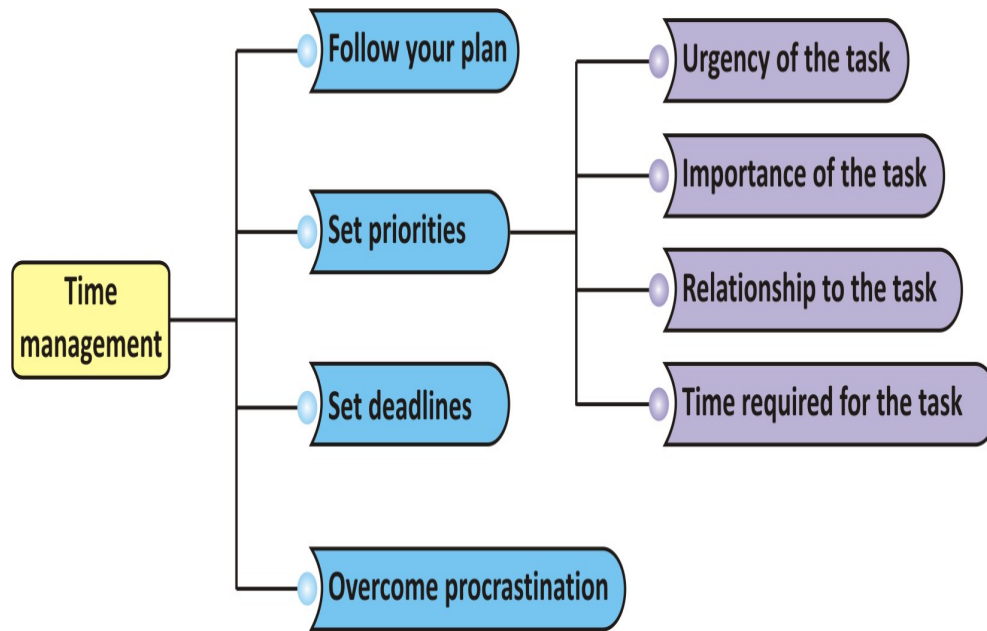 Time
management
Follow your plan
Set priorities
Set deadlines
Overcome procrastination
Urgency of the task
Importance of the task
Relationship to the task
Time required for the task